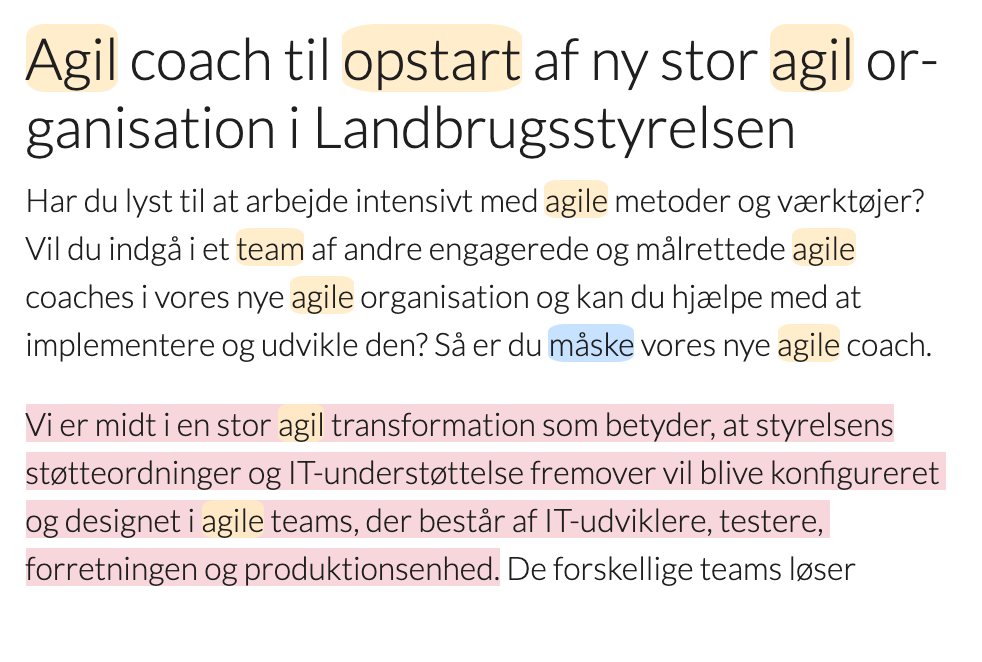 Agil coach til opstart af ny stor agil or-
ganisation i Landbrugsstyrelsen
Har du lyst til at arbejde intensivt med agile metoder og værktøjer?
Vil du indgå i et team af andre engagerede og målrettede agile
coaches i vores nye agile organisation og kan du hjælpe med at
implementere og udvikle den? Så er du måske vores nye agile coach.
Vi er midt i en stor agil transformation som betyder, at styrelsens
støtteordninger og IT-understøttelse fremover vil blive konfigureret
og designet i agile teams, der består af IT-udviklere, testere,
forretningen og produktionsenhed. De forskellige teams løser